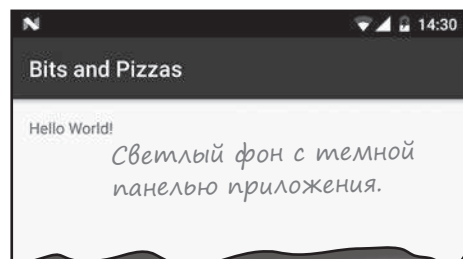 14:30
Bits and Pizzas
Hello World!
Светлый фон с темной
панелью приложения.